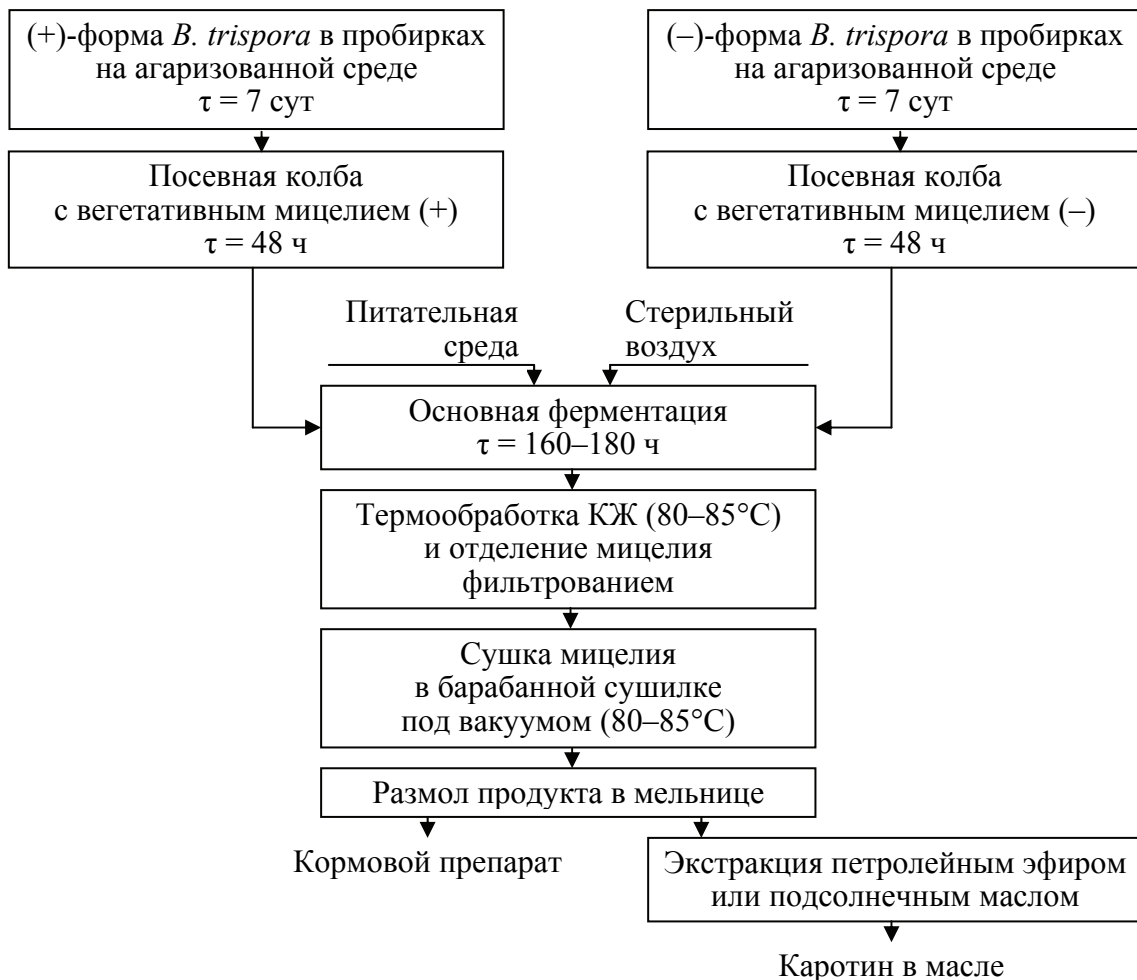 (+)-форма B. trispora в пробирках
на агаризованной среде
τ = 7 сут
(–)-форма B. trispora в пробирках
на агаризованной среде
τ = 7 сут
Посевная колба
с вегетативным мицелием (+)
τ = 48 ч
Посевная колба
с вегетативным мицелием (–)
τ = 48 ч
Питательная
среда
Стерильный
воздух
Основная ферментация
τ = 160–180 ч
Термообработка КЖ (80–85°С)
и отделение мицелия
фильтрованием
Сушка мицелия
в барабанной сушилке
под вакуумом (80–85°С)
Размол продукта в мельнице
Кормовой препарат
Экстракция петролейным эфиром
или подсолнечным маслом
Каротин в масле